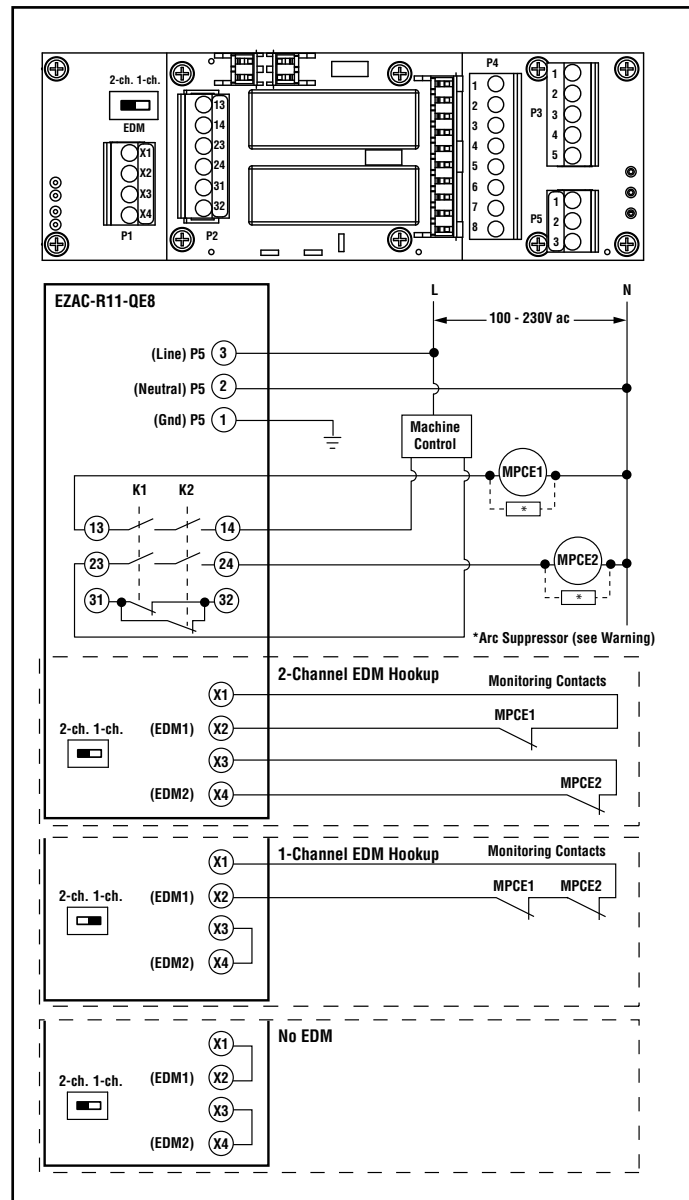 2-ch. 1-ch.
EDM
X1
X2
X3
X4
P1
13
14
23
24
31
32
P2
P4
1
2
3
4
5
6
7
8
P3
1
2
3
4
5
P5
1
2
3
EZAC-R11-QE8
L
N
100 - 230V ac
(Line) P5 3
(Neutral) P5 2
(Gnd) P5 1
Machine
Control
MPCE1
*
K1 K2
13 14
23 24
MPCE2
*
31 32
*Arc Suppressor (see Warning)
2-Channel EDM Hookup
Monitoring Contacts
X1
MPCE1
2-ch. 1-ch.
(EDM1) X2
X3
MPCE2
(EDM2) X4
1-Channel EDM Hookup
Monitoring Contacts
X1
MPCE1 MPCE2
2-ch. 1-ch.
(EDM1) X2
X3
(EDM2) X4
No EDM
X1
2-ch. 1-ch.
(EDM1) X2
X3
(EDM2) X4